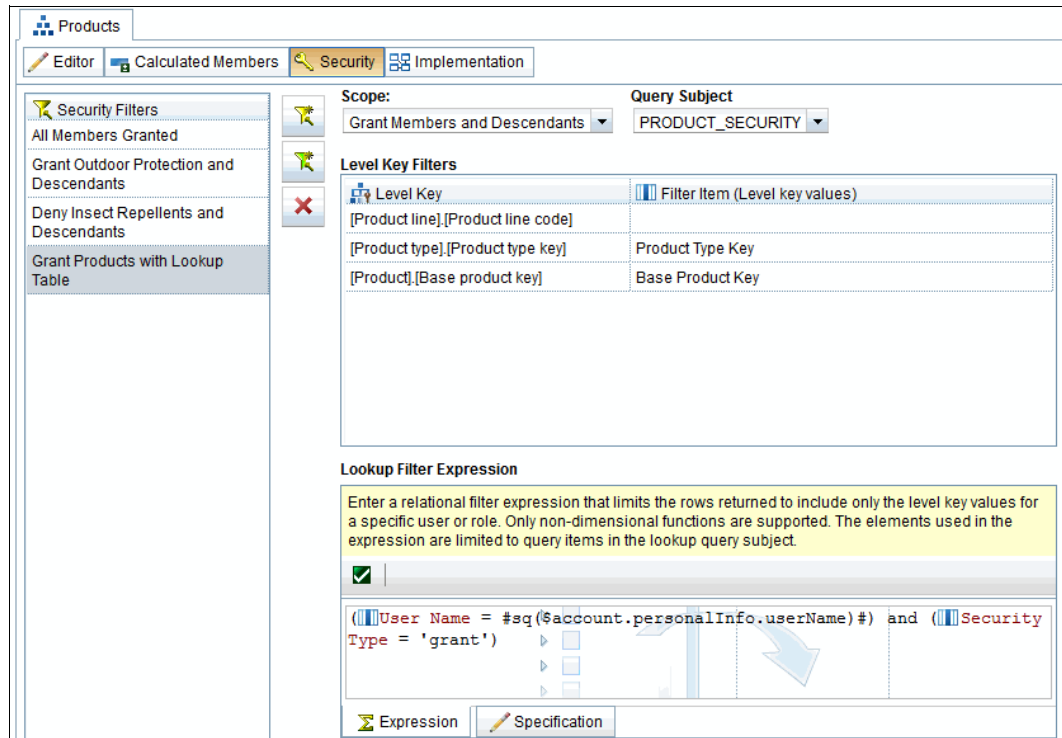 Products
Editor
Calculated Members
Security
Implementation
Security Filters
All Members Granted
Grant Outdoor Protection and
Descendants
Deny Insect Repellents and
Descendants
Grant Products with Lookup
Table
Scope:
Query Subject
Grant Members and Descendants
PRODUCT_SECURITY
Level Key Filters
Level Key
Filter Item (Level key values)
[Product line].[Product line code]
[Product type].[Product type key]
Product Type Key
[Product].[Base product key]
Base Product Key
Lookup Filter Expression
Enter a relational filter expression that limits the rows returned to include only the level key values for
a specific user or role. Only non-dimensional functions are supported. The elements used in the
expression are limited to query items in the lookup query subject.
(User Name = #sq($account.personalInfo.userName)#) and (Security
Type = 'grant')
Expression
Specification